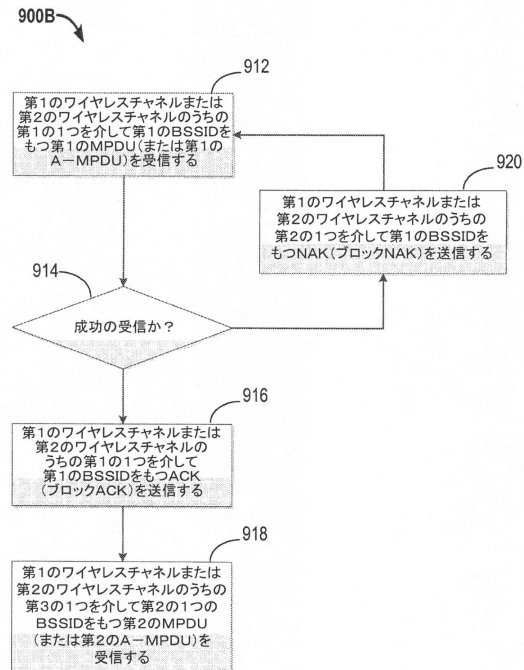 900B
912
第1のワイヤレスチャネルまたは
第2のワイヤレスチャネルのうちの
第1の1つを介して第1のBSSIDを
もつ第1のMPDU(または第1の
A-MPDU)を受信する
920
第1のワイヤレスチャネルまたは
第2のワイヤレスチャネルのうちの
第2の1つを介して第1のBSSIDを
もつNAK(ブロックNAK)を送信する
914
成功の受信か?
916
第1のワイヤレスチャネルまたは
第2のワイヤレスチャネルの
うちの第1の1つを介して
第1のBSSIDをもつACK
(ブロックACK)を送信する
918
第1のワイヤレスチャネルまたは
第2のワイヤレスチャネルのうちの
第3の1つを介して第2の1つの
BSSIDをもつ第2のMPDU
(または第2のA-MPDU)を
受信する